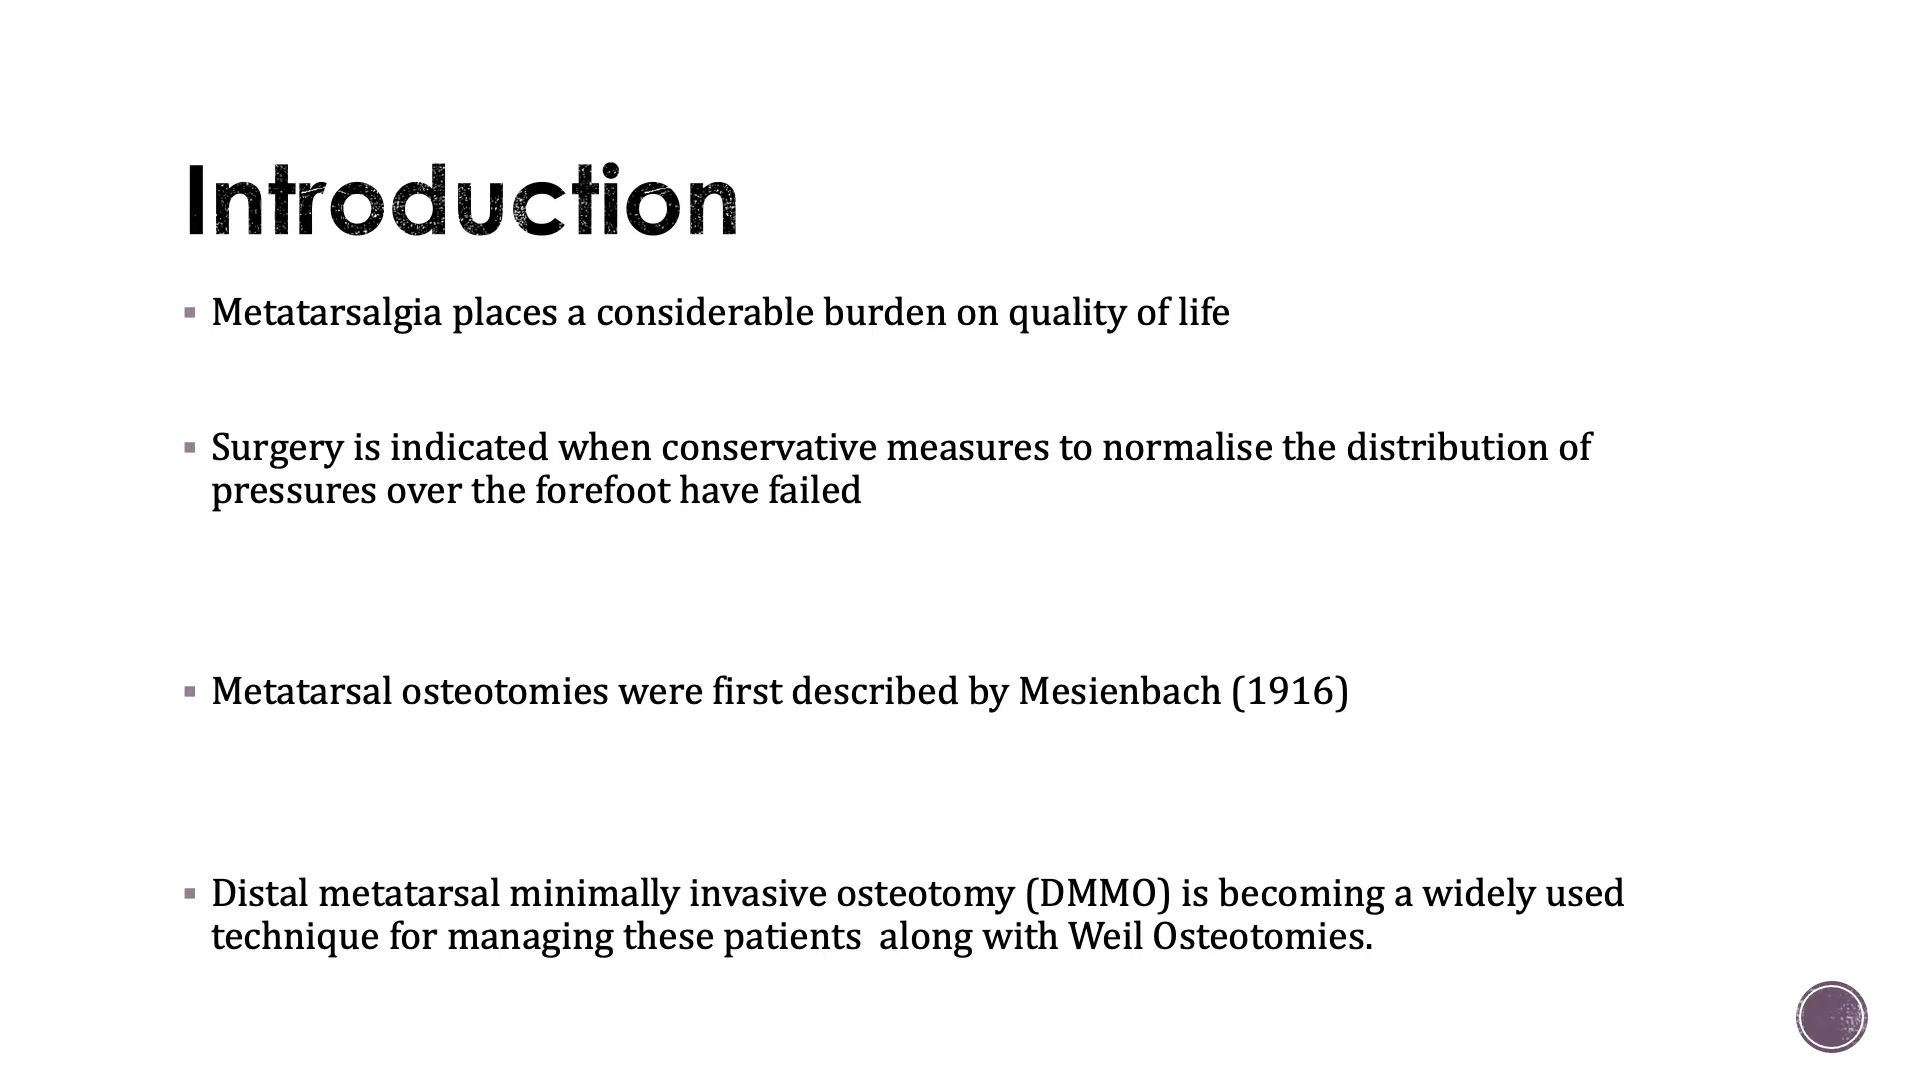 Introduction
▪ Metatarsalgia places a considerable burden on quality of life
▪ Surgery is indicated when conservative measures to normalise the distribution of
pressures over the forefoot have failed
▪ Metatarsal osteotomies were first described by Mesienbach (1916)
▪ Distal metatarsal minimally invasive osteotomy (DMMO) is becoming a widely used
technique for managing these patients  along with Weil Osteotomies.